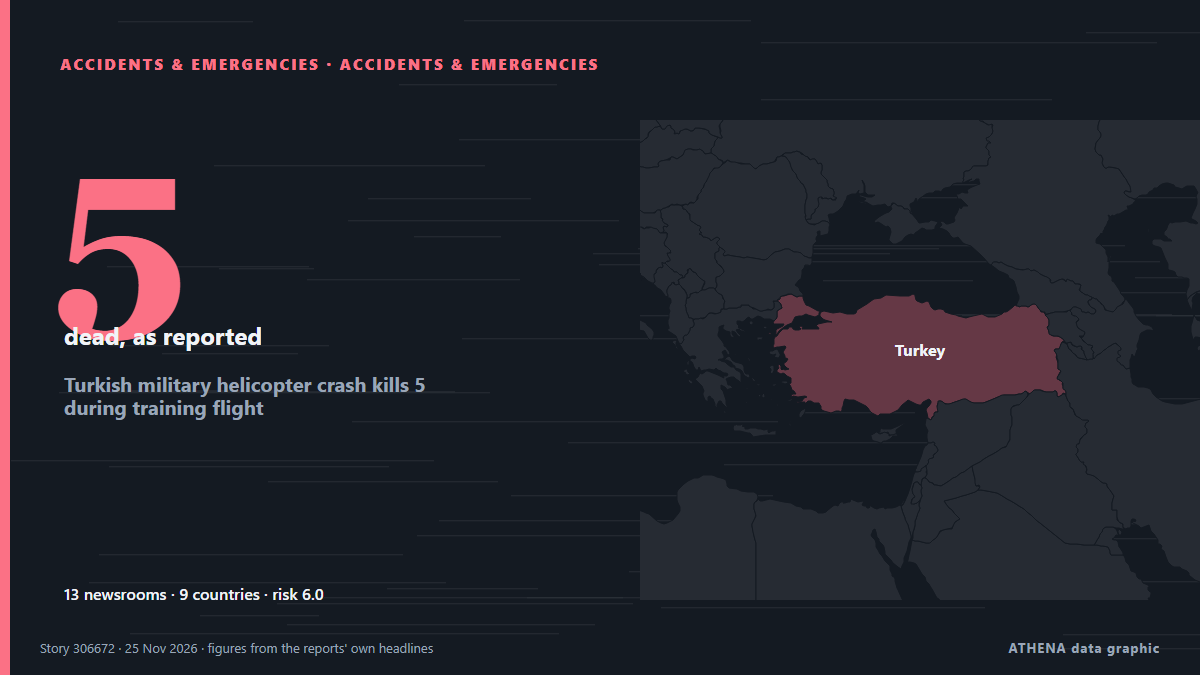 ACCIDENTS & EMERGENCIES · ACCIDENTS & EMERGENCIES
5
dead, as reported
Turkish military helicopter crash kills 5
during training flight
Turkey
13 newsrooms · 9 countries · risk 6.0
Story 306672 · 25 Nov 2026 · figures from the reports' own headlines
ATHENA data graphic